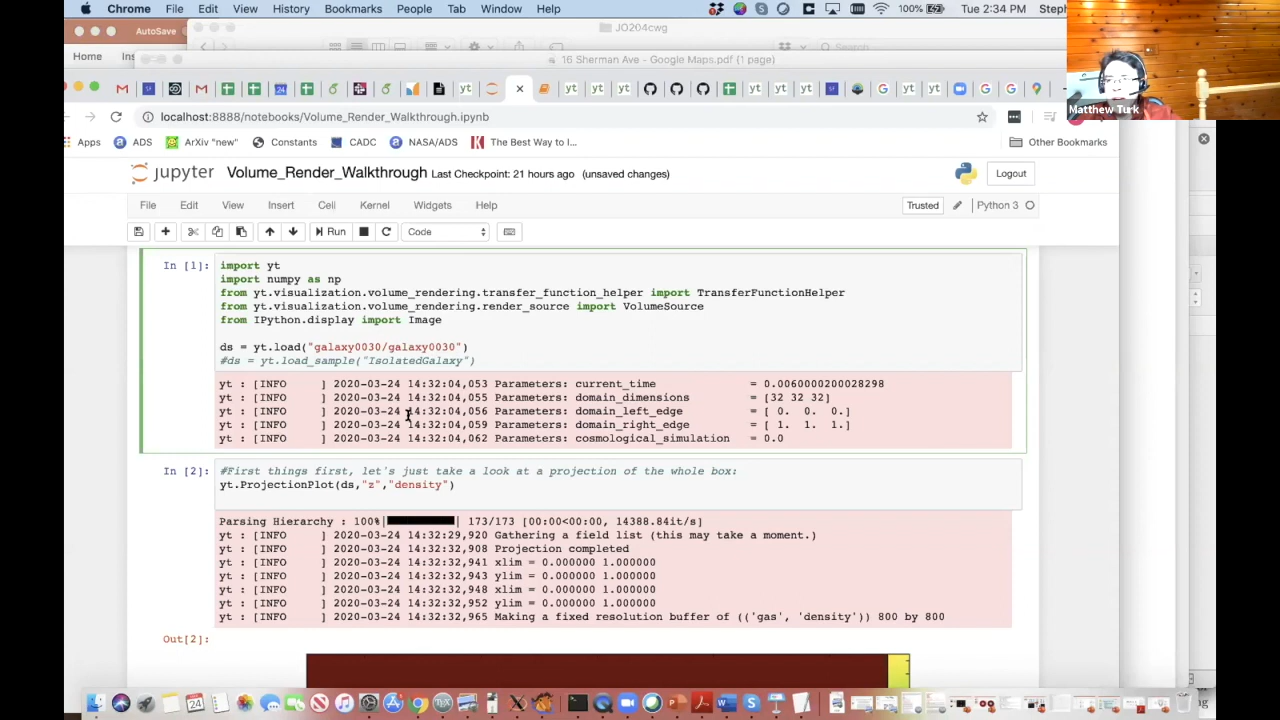 Chrome File Edit View History Bookmarks People Tab Window Help 100% Tue 2:34 PM Steph
AutoSave
JO204cwg
Home Ins
Search
16 Sherman Ave - Google Maps.pdf (1 page)
localhost:8888/notebooks/Volume_Render_Walkthrough.ipynb
Matthew Turk
Apps ADS ArXiv "new" Constants CADC NASA/ADS The Best Way to I... Other Bookmarks
jupyter Volume_Render_Walkthrough Last Checkpoint: 21 hours ago (unsaved changes) Logout
File Edit View Insert Cell Kernel Widgets Help Trusted Python 3
Run Code
In [1]: import yt
import numpy as np
from yt.visualization.volume_rendering.transfer_function_helper import TransferFunctionHelper
from yt.visualization.volume_rendering.render_source import VolumeSource
from IPython.display import Image
ds = yt.load("galaxy0030/galaxy0030")
#ds = yt.load_sample("IsolatedGalaxy")
yt : [INFO ] 2020-03-24 14:32:04,053 Parameters: current_time = 0.0060000200028298
yt : [INFO ] 2020-03-24 14:32:04,055 Parameters: domain_dimensions = [32 32 32]
yt : [INFO ] 2020-03-24 14:32:04,056 Parameters: domain_left_edge = [ 0. 0. 0.]
yt : [INFO ] 2020-03-24 14:32:04,059 Parameters: domain_right_edge = [ 1. 1. 1.]
yt : [INFO ] 2020-03-24 14:32:04,062 Parameters: cosmological_simulation = 0.0
In [2]: #First things first, let's just take a look at a projection of the whole box:
yt.ProjectionPlot(ds,"z","density")
Parsing Hierarchy : 100%| | 173/173 [00:00<00:00, 14388.84it/s]
yt : [INFO ] 2020-03-24 14:32:29,920 Gathering a field list (this may take a moment.)
yt : [INFO ] 2020-03-24 14:32:32,908 Projection completed
yt : [INFO ] 2020-03-24 14:32:32,941 xlim = 0.000000 1.000000
yt : [INFO ] 2020-03-24 14:32:32,943 ylim = 0.000000 1.000000
yt : [INFO ] 2020-03-24 14:32:32,948 xlim = 0.000000 1.000000
yt : [INFO ] 2020-03-24 14:32:32,952 ylim = 0.000000 1.000000
yt : [INFO ] 2020-03-24 14:32:32,965 Making a fixed resolution buffer of (('gas', 'density')) 800 by 800
Out[2]: